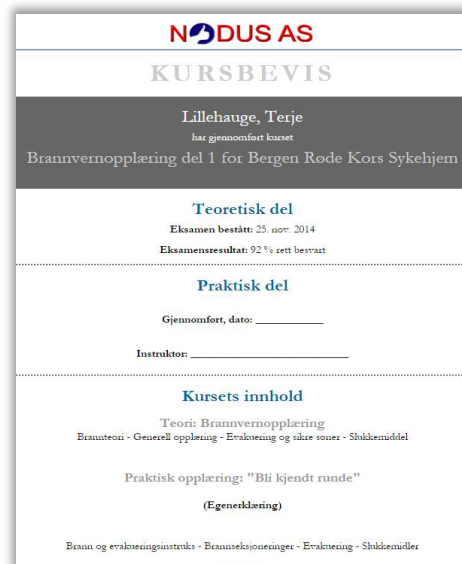 NODUS AS
KURSBEVIS
Lillehauge, Terje
har gjennomført kurset
Brannvernopplæring del 1 for Bergen Røde Kors Sykehjem
Teoretisk del
Eksamen bestått: 25. nov. 2014
Eksamensresultat: 92 % rett besvart
Praktisk del
Gjennomført, dato: ____________
Instruktør: ____________________________
Kursets innhold
Teori: Brannvernopplæring
Brannteori - Generell opplæring - Evakuering og sikre soner - Slukkemiddel
Praktisk opplæring: "Bli kjendt runde"
(Egenerklæring)
Brann og evakueringsinstruks - Brannseksjoneringer - Evakuering - Slukkemidler